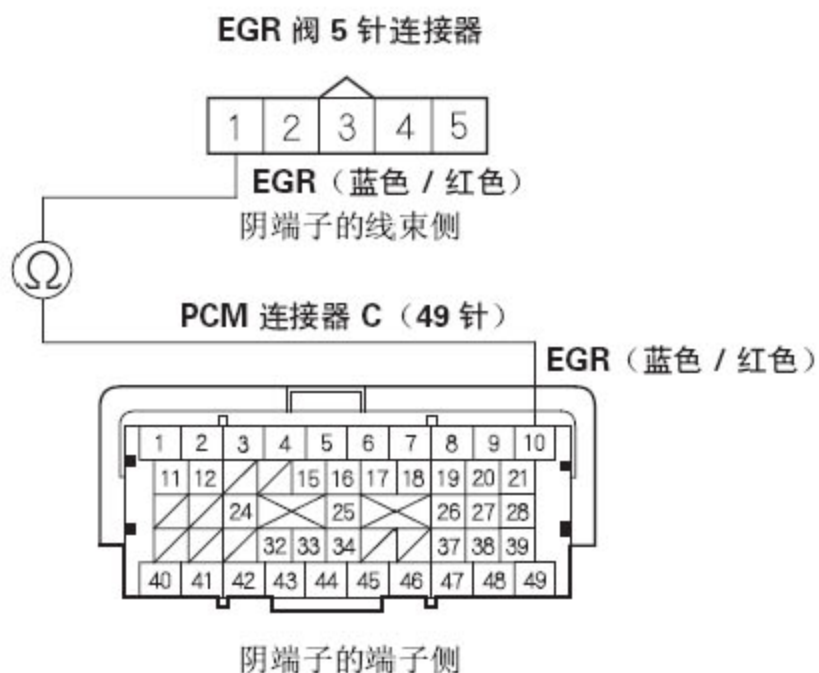 EGR 阀 5 针连接器
1 2 3 4 5
EGR（蓝色 / 红色）
阴端子的线束侧
Ω
PCM 连接器 C（49 针）
EGR（蓝色 / 红色）
1 2 3 4 5 6 7 8 9 10
11 12 15 16 17 18 19 20 21
24 25 26 27 28
32 33 34 37 38 39
40 41 42 43 44 45 46 47 48 49
阴端子的端子侧